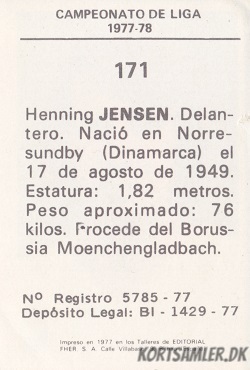 CAMPEONATO DE LIGA
1977-78
171
Henning JENSEN. Delan-
tero. Nació en Norre-
sundby (Dinamarca) el
17 de agosto de 1949.
Estatura: 1,82 metros.
Peso aproximado: 76
kilos. Procede del Borus-
sia Moenchengladbach.
Nº Registro 5785 - 77
Depósito Legal: BI - 1429 - 77
Impreso en 1977 en los Talleres de EDITORIAL
FHER. S. A. Calle
KORTSAMLER.DK